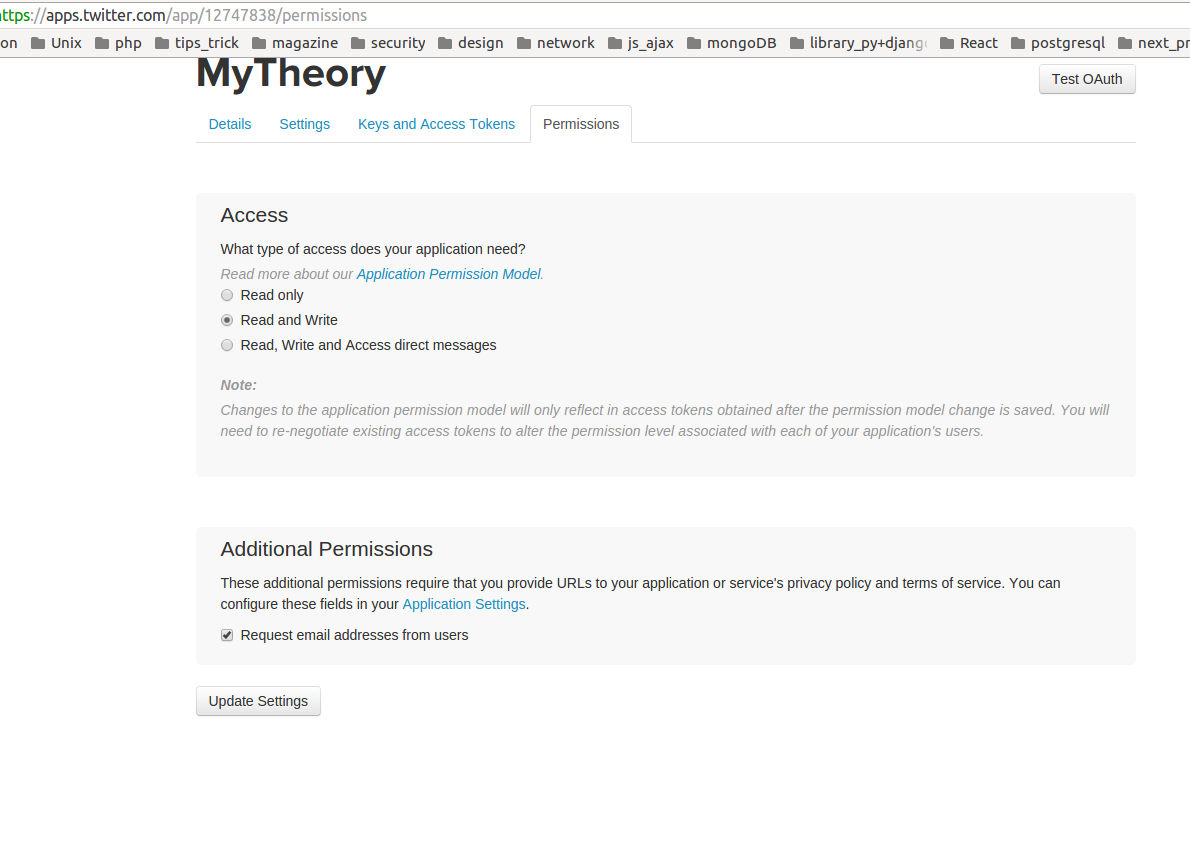 ttps://apps.twitter.com/app/12747838/permissions
on Unix php tips_trick magazine security design network js_ajax mongoDB library_py+djang React postgresql next_pr
MyTheory
Test OAuth
Details Settings Keys and Access Tokens Permissions
Access
What type of access does your application need?
Read more about our Application Permission Model.
Read only
Read and Write
Read, Write and Access direct messages
Note:
Changes to the application permission model will only reflect in access tokens obtained after the permission model change is saved. You will
need to re-negotiate existing access tokens to alter the permission level associated with each of your application's users.
Additional Permissions
These additional permissions require that you provide URLs to your application or service's privacy policy and terms of service. You can
configure these fields in your Application Settings.
Request email addresses from users
Update Settings